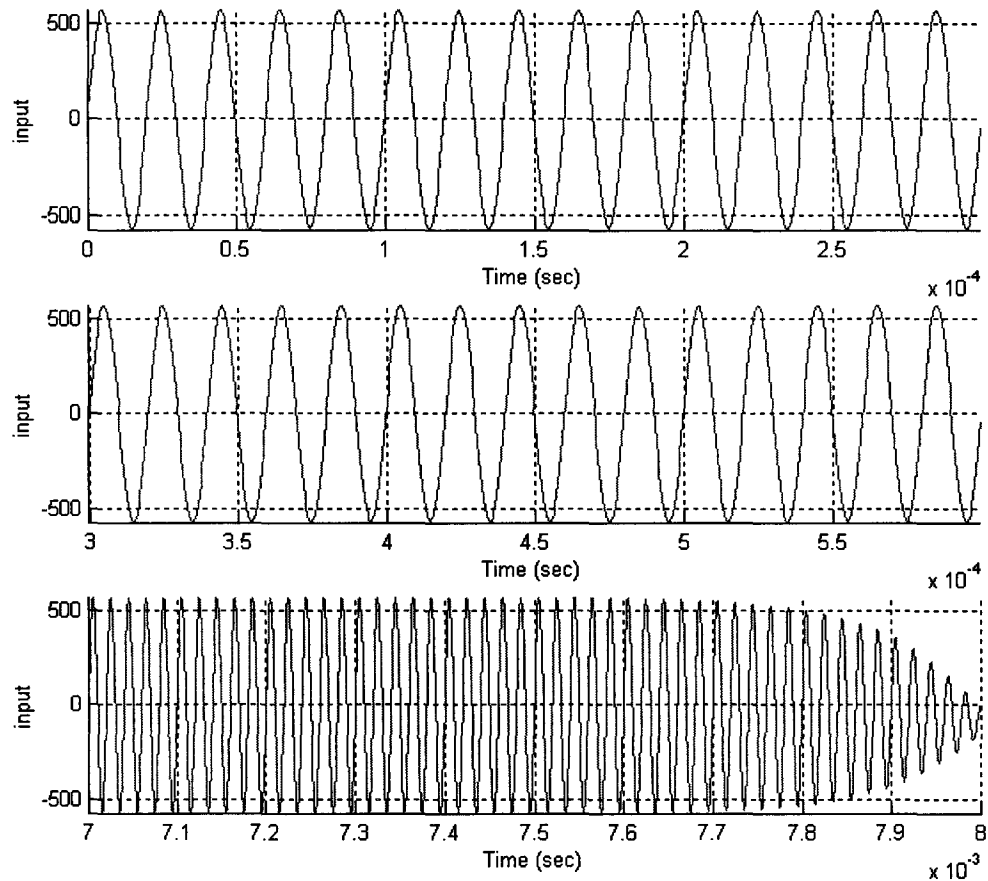 500
0
-500
input
0 0.5 1 1.5 2 2.5
Time (sec)
x 10-4
500
0
-500
input
3 3.5 4 4.5 5 5.5
Time (sec)
x 10-4
500
0
-500
input
7 7.1 7.2 7.3 7.4 7.5 7.6 7.7 7.8 7.9 8
Time (sec)
x 10-3